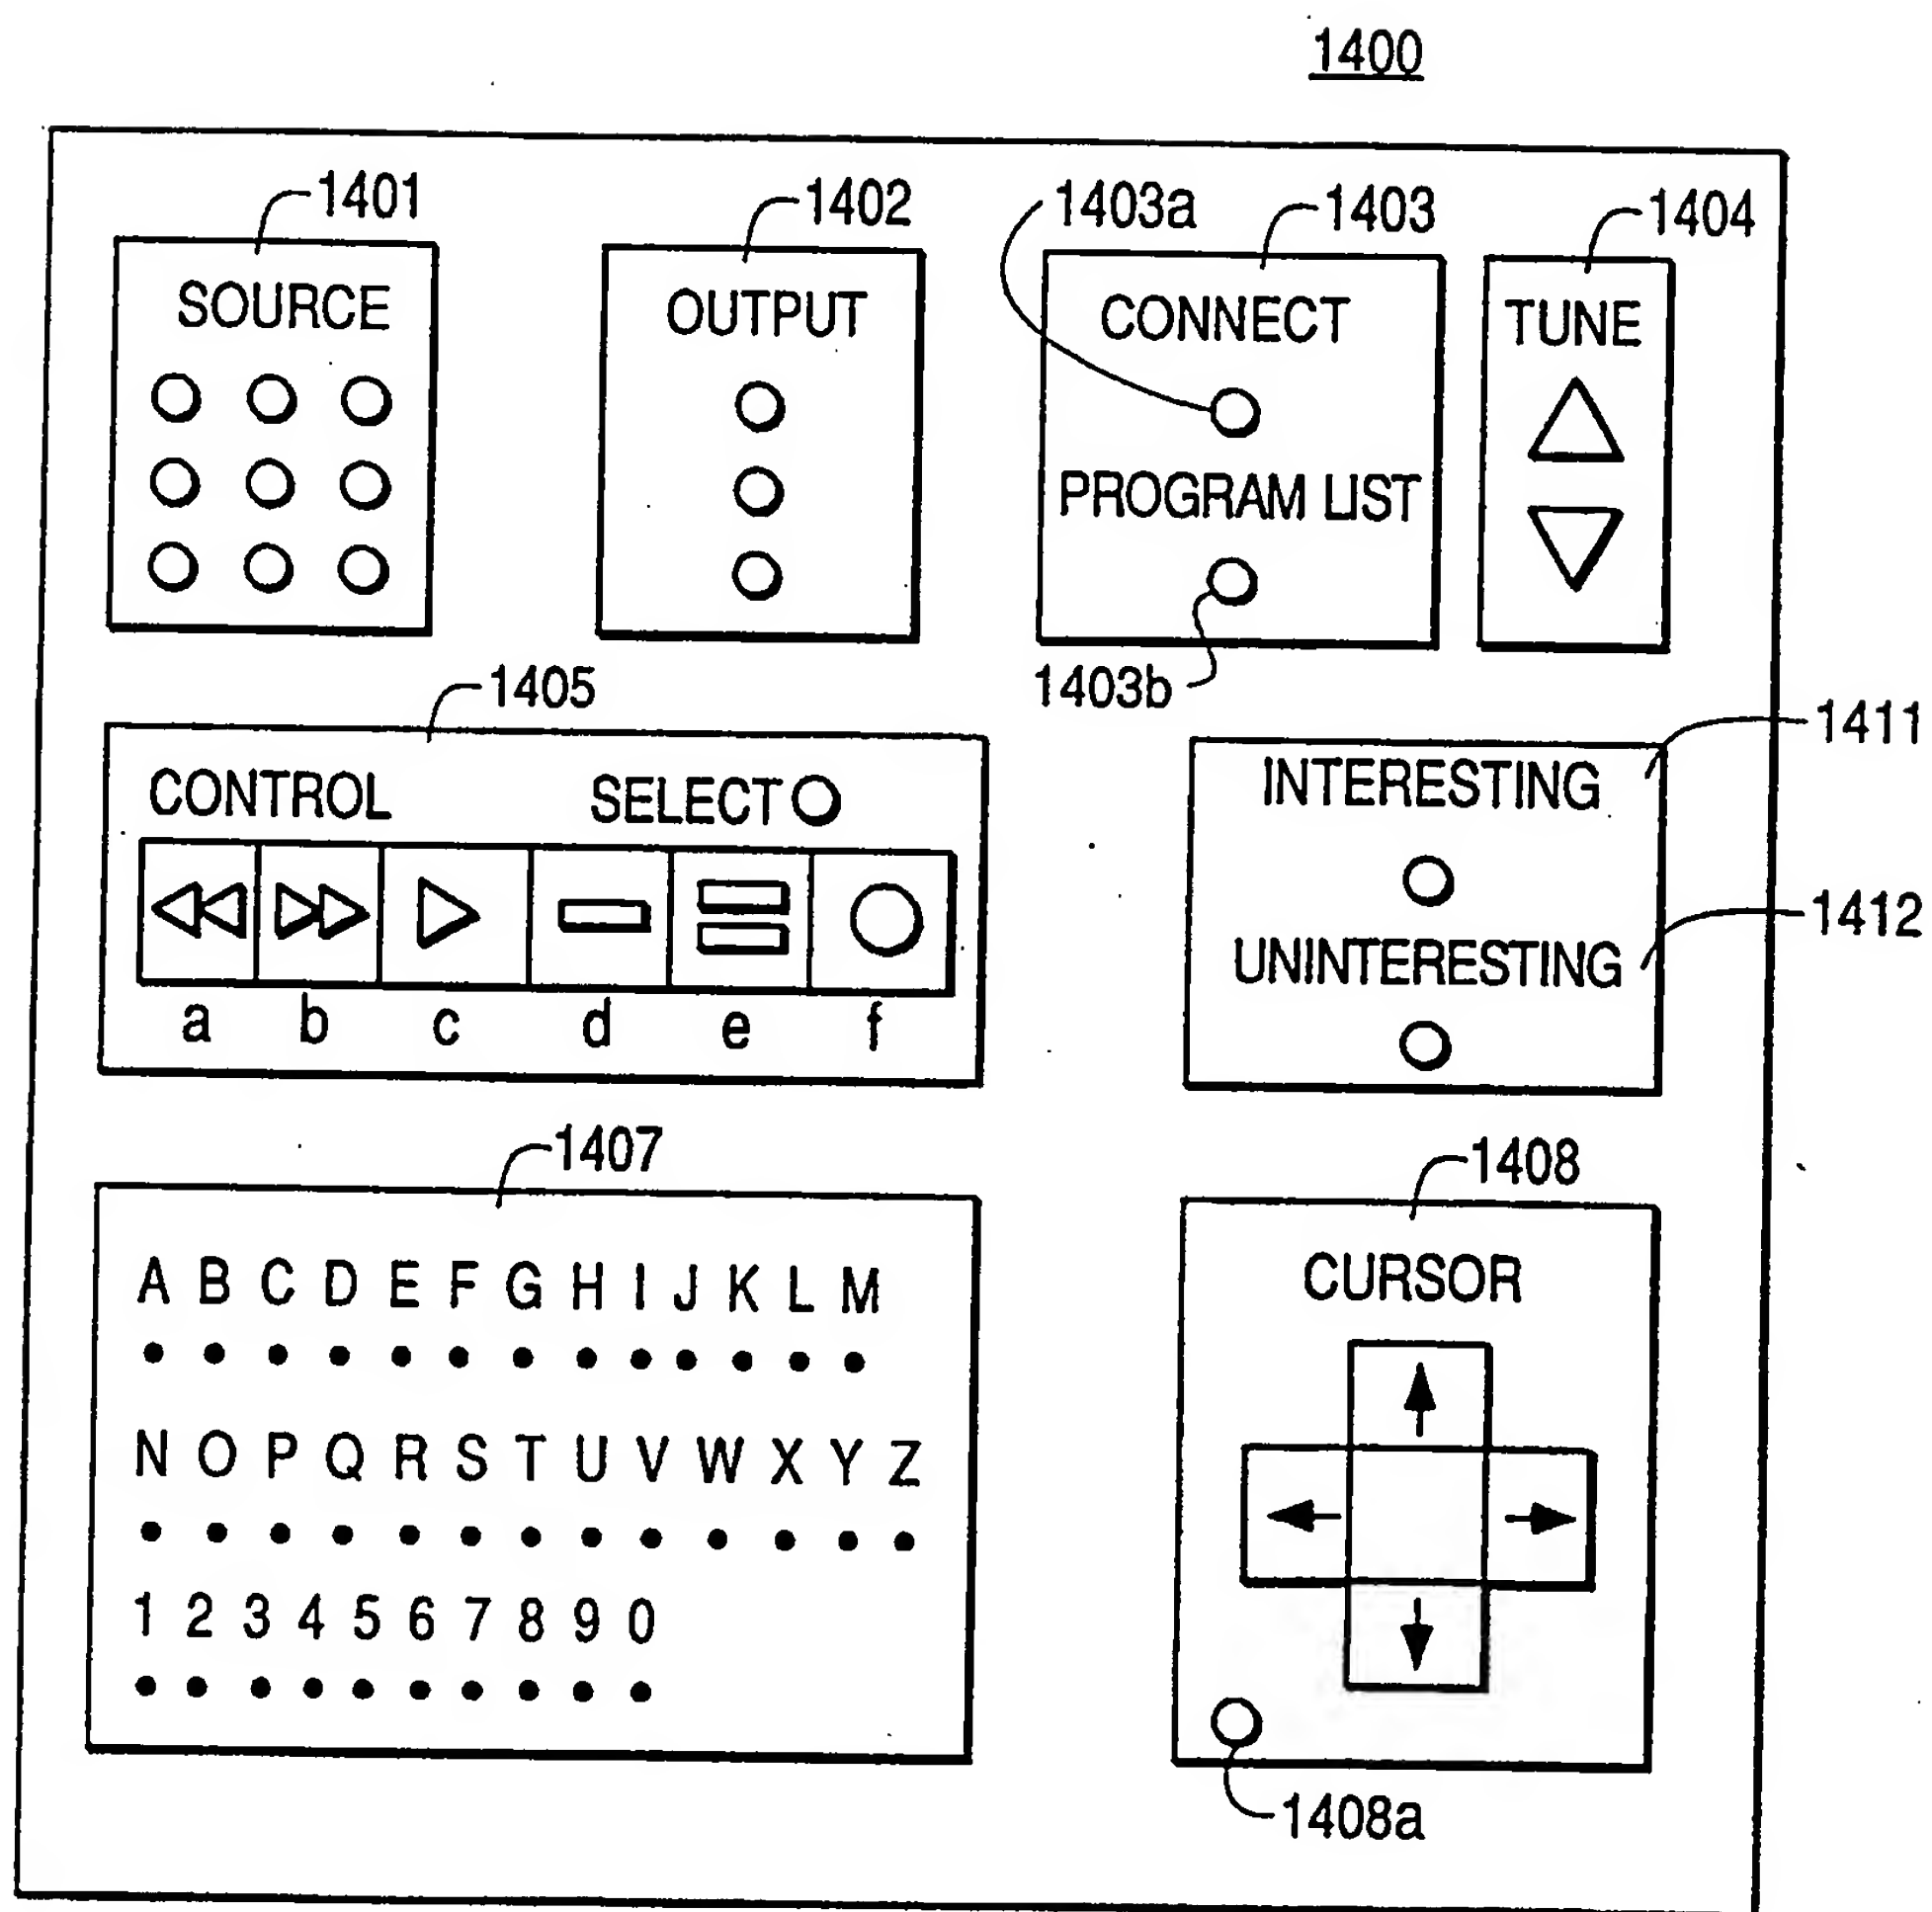 1400
1401
1402
1403a
1403
1404
SOURCE
OUTPUT
CONNECT
TUNE
PROGRAM LIST
1403b
1405
1411
CONTROL SELECT
INTERESTING
1412
UNINTERESTING
a b c d e f
1407
1408
A B C D E F G H I J K L M
CURSOR
N O P Q R S T U V W X Y Z
1 2 3 4 5 6 7 8 9 0
1408a